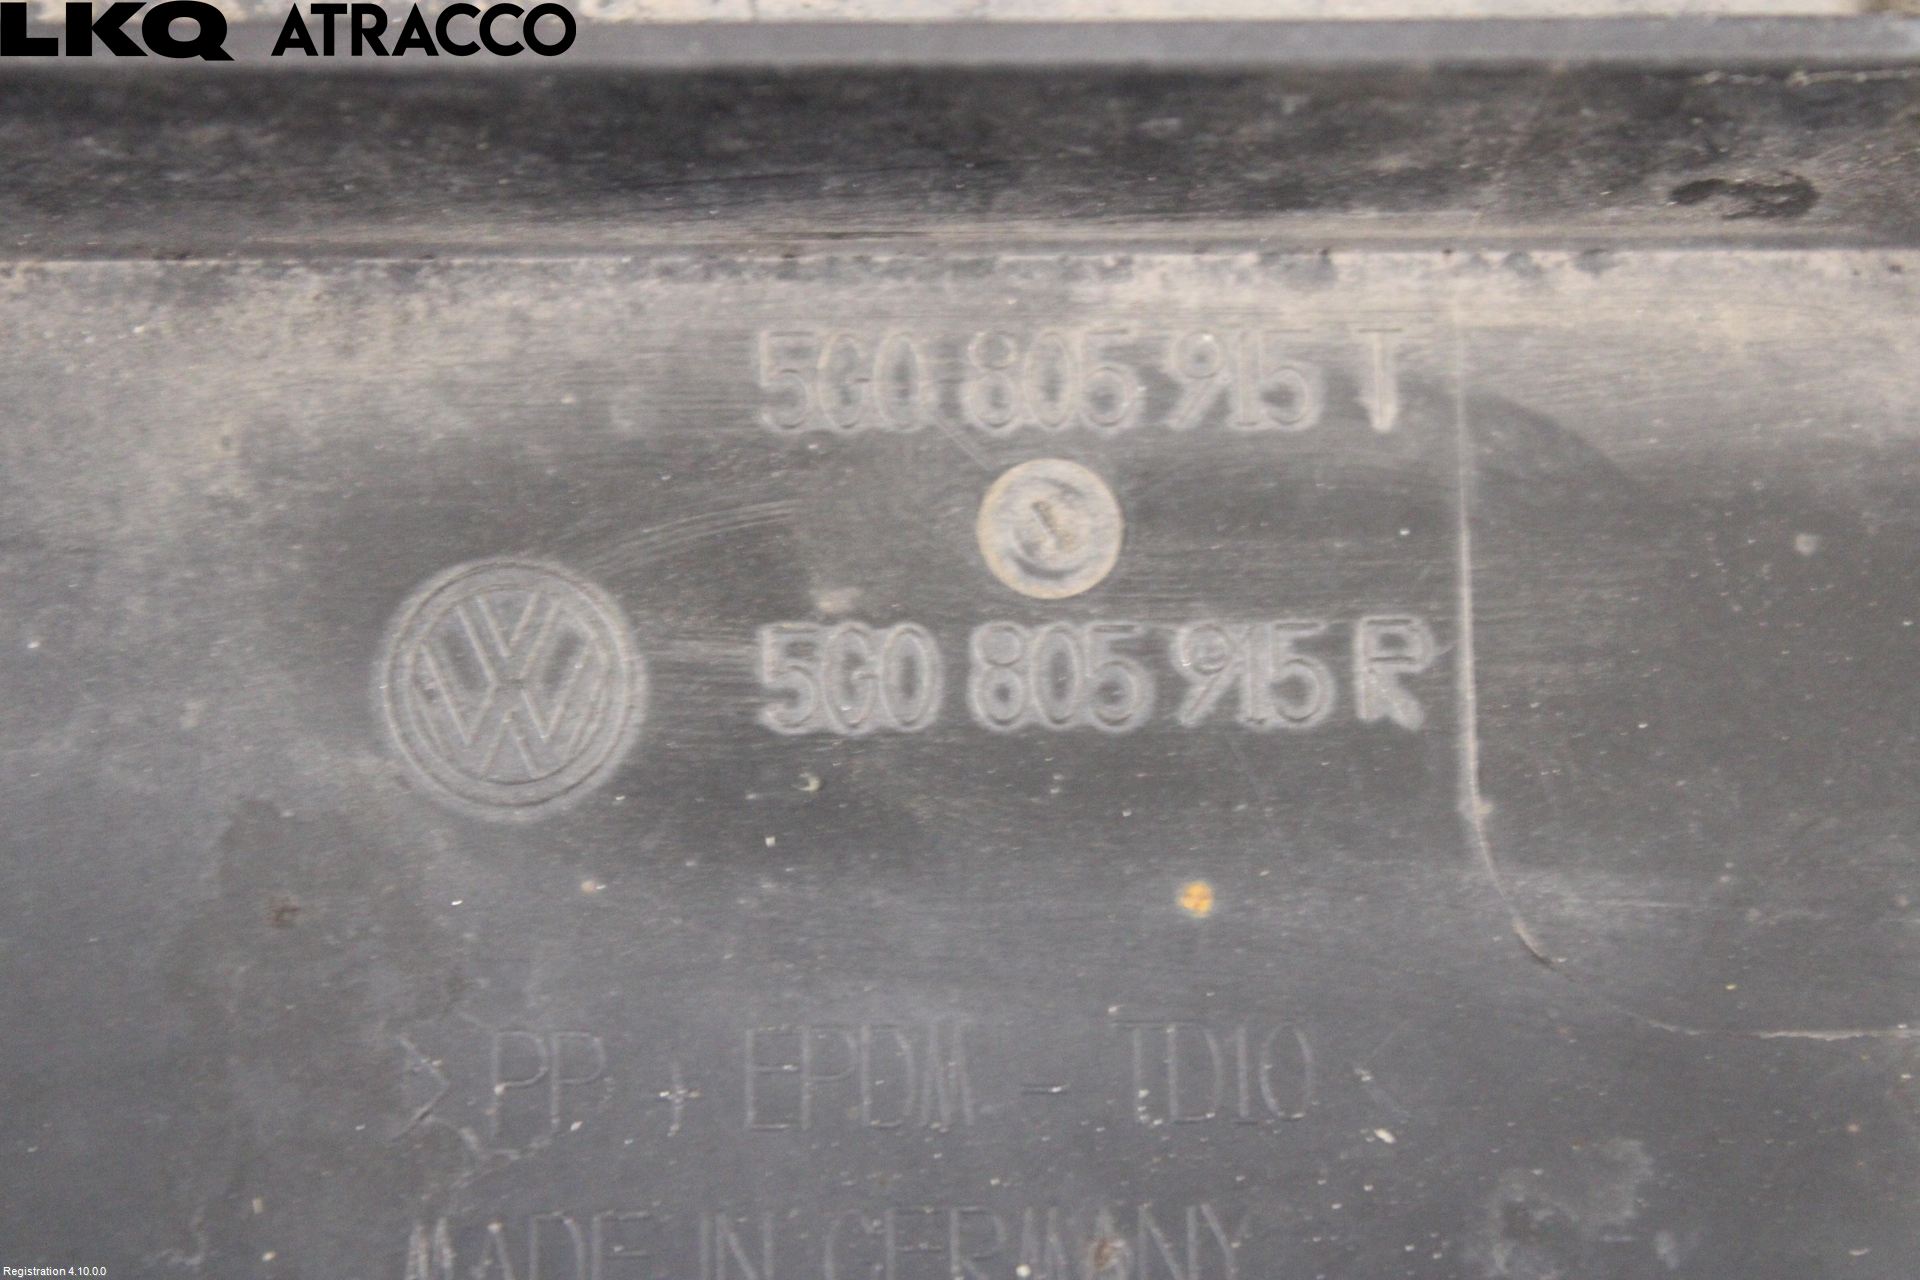 LKQ ATRACCO
5G0 805 915 T
5G0 805 915 R
>PP + EPDM - TD10<
MADE IN GERMANY
Registration 4.10.0.0